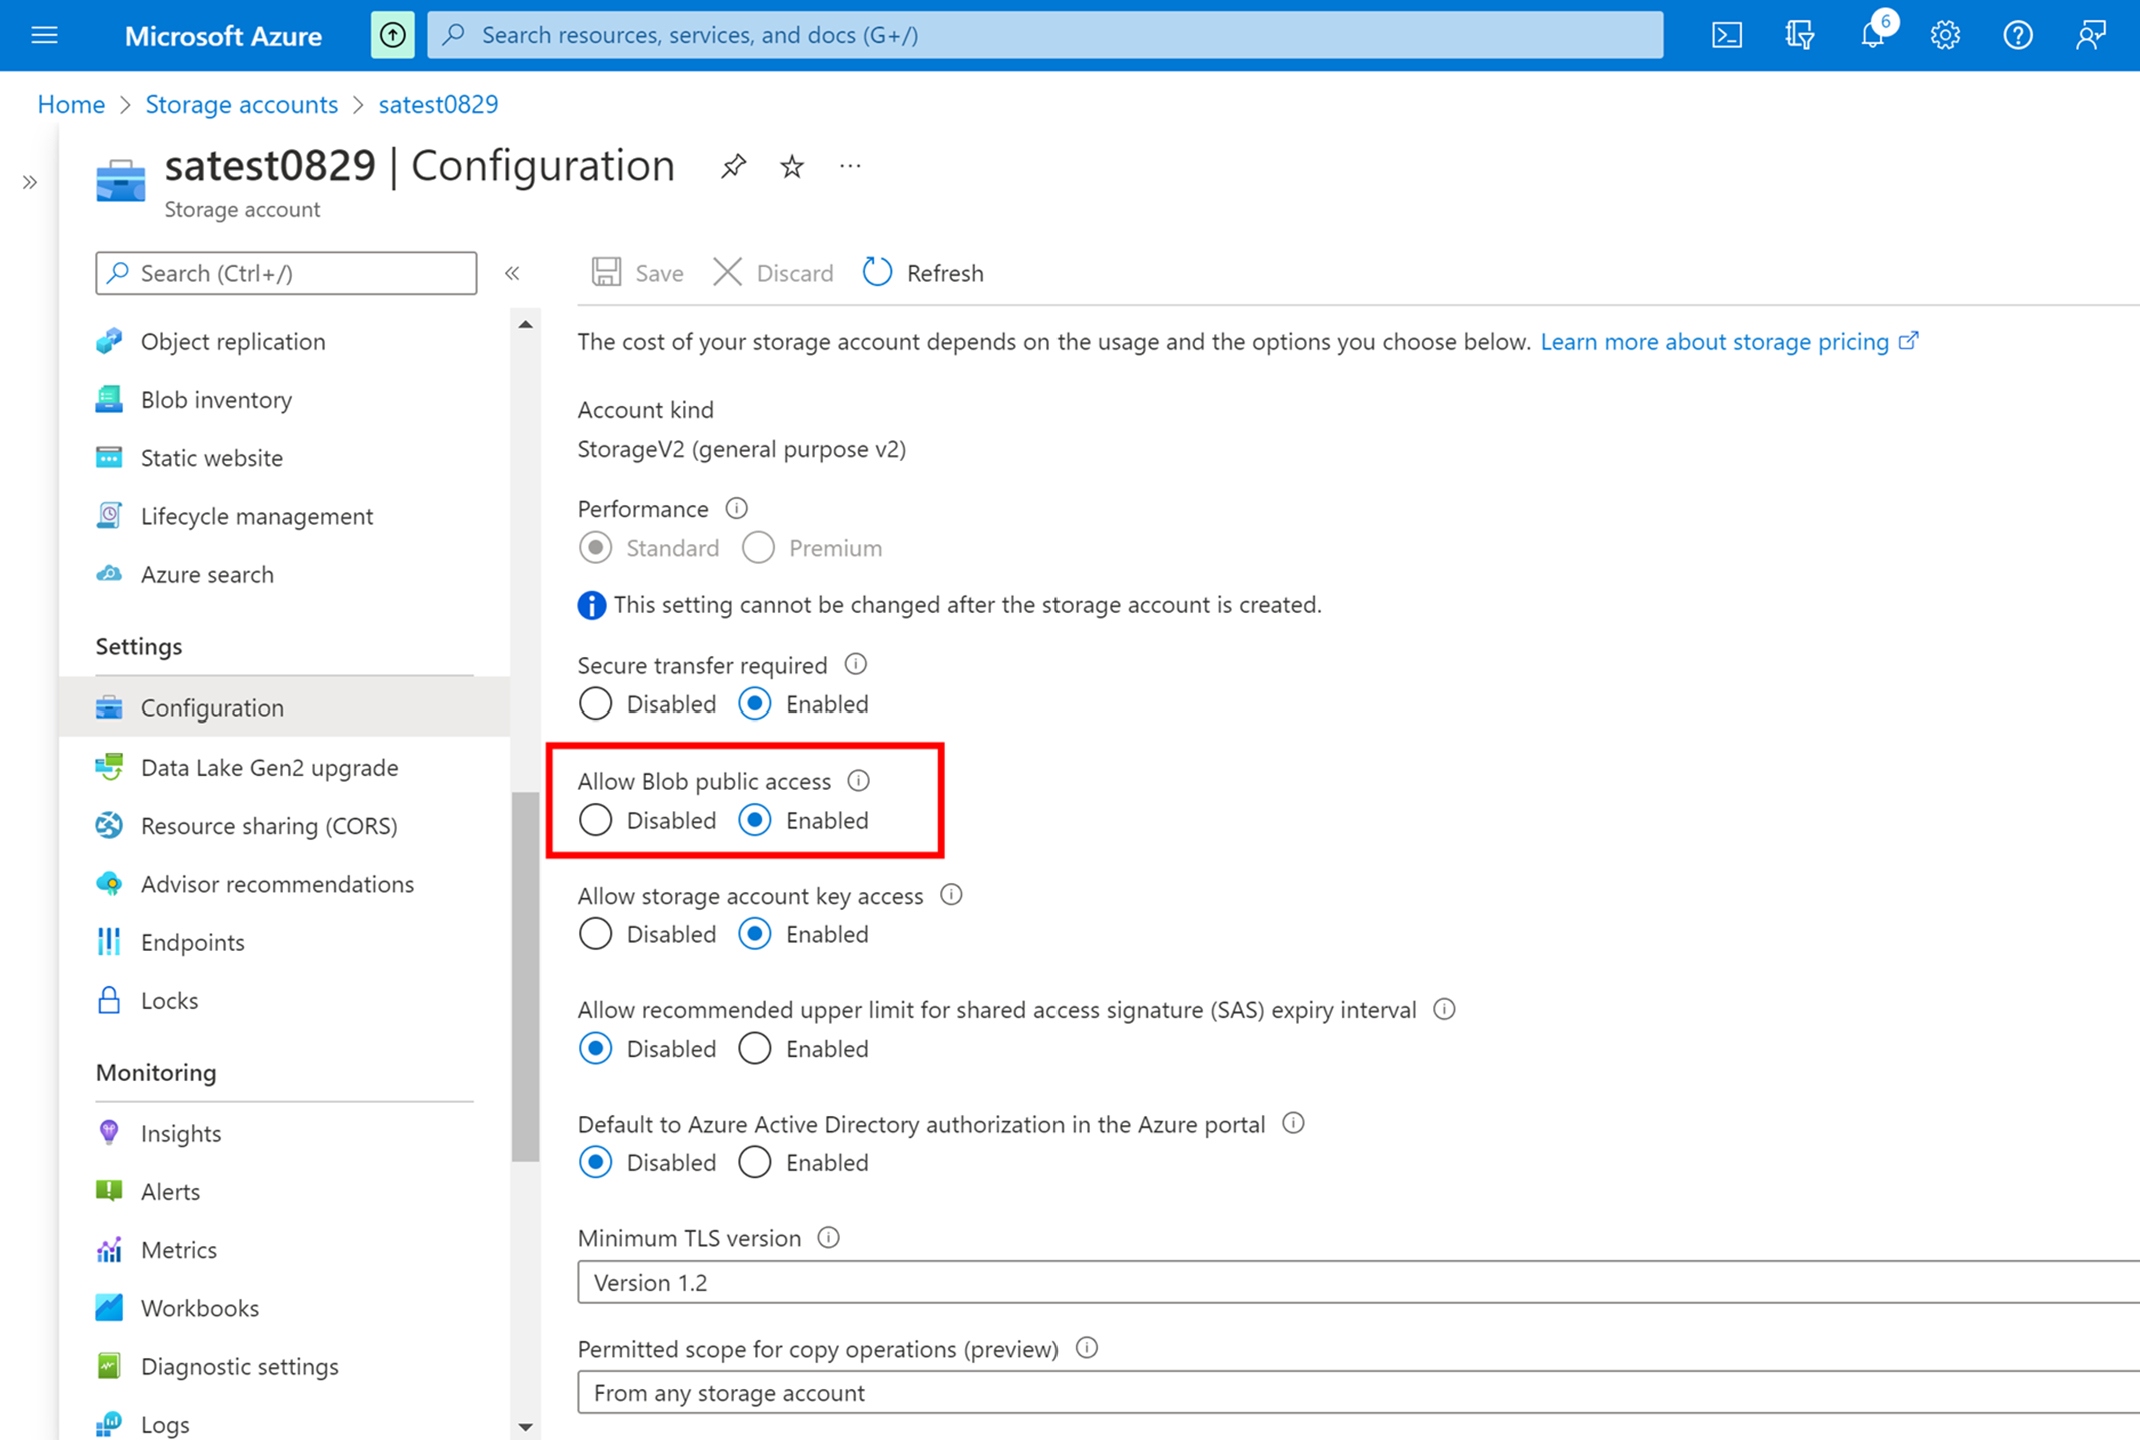 Microsoft Azure
Search resources, services, and docs (G+/)
6
Home > Storage accounts > satest0829
satest0829 | Configuration
Storage account
Search (Ctrl+/)
Object replication
Blob inventory
Static website
Lifecycle management
Azure search
Settings
Configuration
Data Lake Gen2 upgrade
Resource sharing (CORS)
Advisor recommendations
Endpoints
Locks
Monitoring
Insights
Alerts
Metrics
Workbooks
Diagnostic settings
Logs
Save Discard Refresh
The cost of your storage account depends on the usage and the options you choose below. Learn more about storage pricing
Account kind
StorageV2 (general purpose v2)
Performance
Standard Premium
This setting cannot be changed after the storage account is created.
Secure transfer required
Disabled Enabled
Allow Blob public access
Disabled Enabled
Allow storage account key access
Disabled Enabled
Allow recommended upper limit for shared access signature (SAS) expiry interval
Disabled Enabled
Default to Azure Active Directory authorization in the Azure portal
Disabled Enabled
Minimum TLS version
Version 1.2
Permitted scope for copy operations (preview)
From any storage account